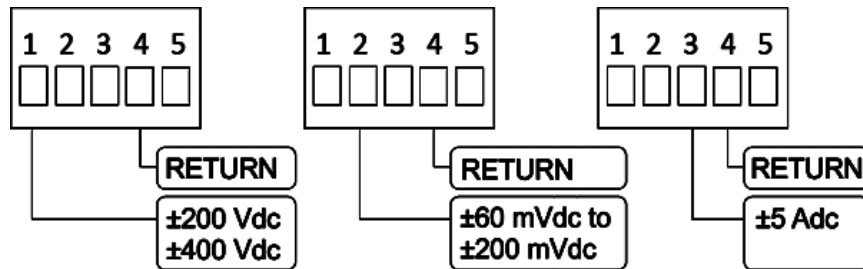 1 2 3 4 5
RETURN
±200 Vdc
±400 Vdc
1 2 3 4 5
RETURN
±60 mVdc to
±200 mVdc
1 2 3 4 5
RETURN
±5 Adc